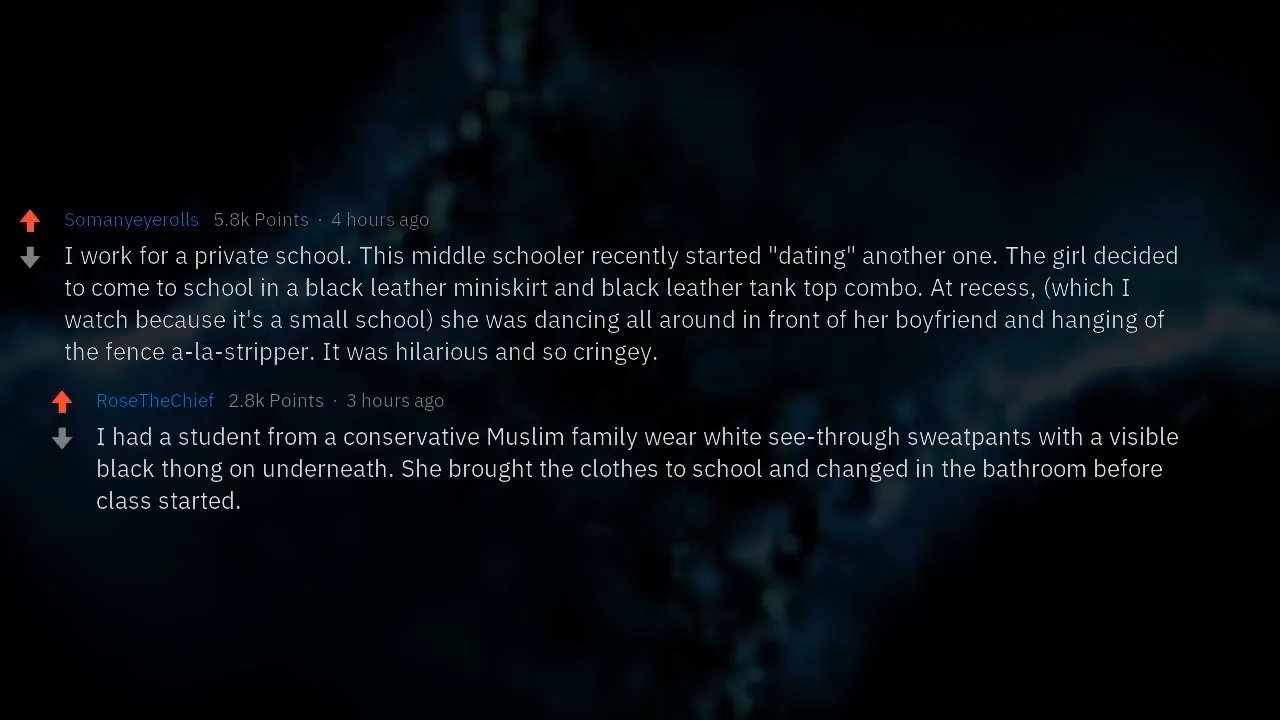 Somanyeyerolls 5.8k Points · 4 hours ago
I work for a private school. This middle schooler recently started "dating" another one. The girl decided
to come to school in a black leather miniskirt and black leather tank top combo. At recess, (which I
watch because it's a small school) she was dancing all around in front of her boyfriend and hanging of
the fence a-la-stripper. It was hilarious and so cringey.
RoseTheChief 2.8k Points · 3 hours ago
I had a student from a conservative Muslim family wear white see-through sweatpants with a visible
black thong on underneath. She brought the clothes to school and changed in the bathroom before
class started.